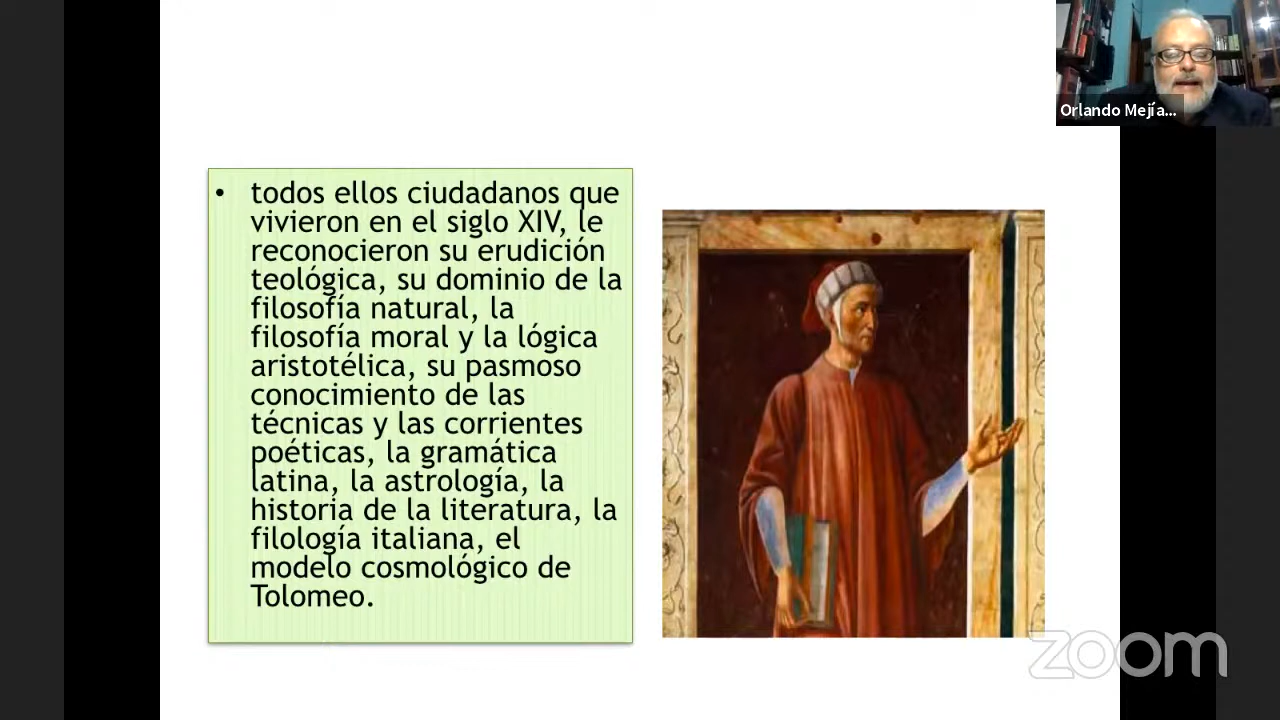 Orlando Mejía...
• todos ellos ciudadanos que
vivieron en el siglo XIV, le
reconocieron su erudición
teológica, su dominio de la
filosofía natural, la
filosofía moral y la lógica
aristotélica, su pasmoso
conocimiento de las
técnicas y las corrientes
poéticas, la gramática
latina, la astrología, la
historia de la literatura, la
filología italiana, el
modelo cosmológico de
Tolomeo.
zoom